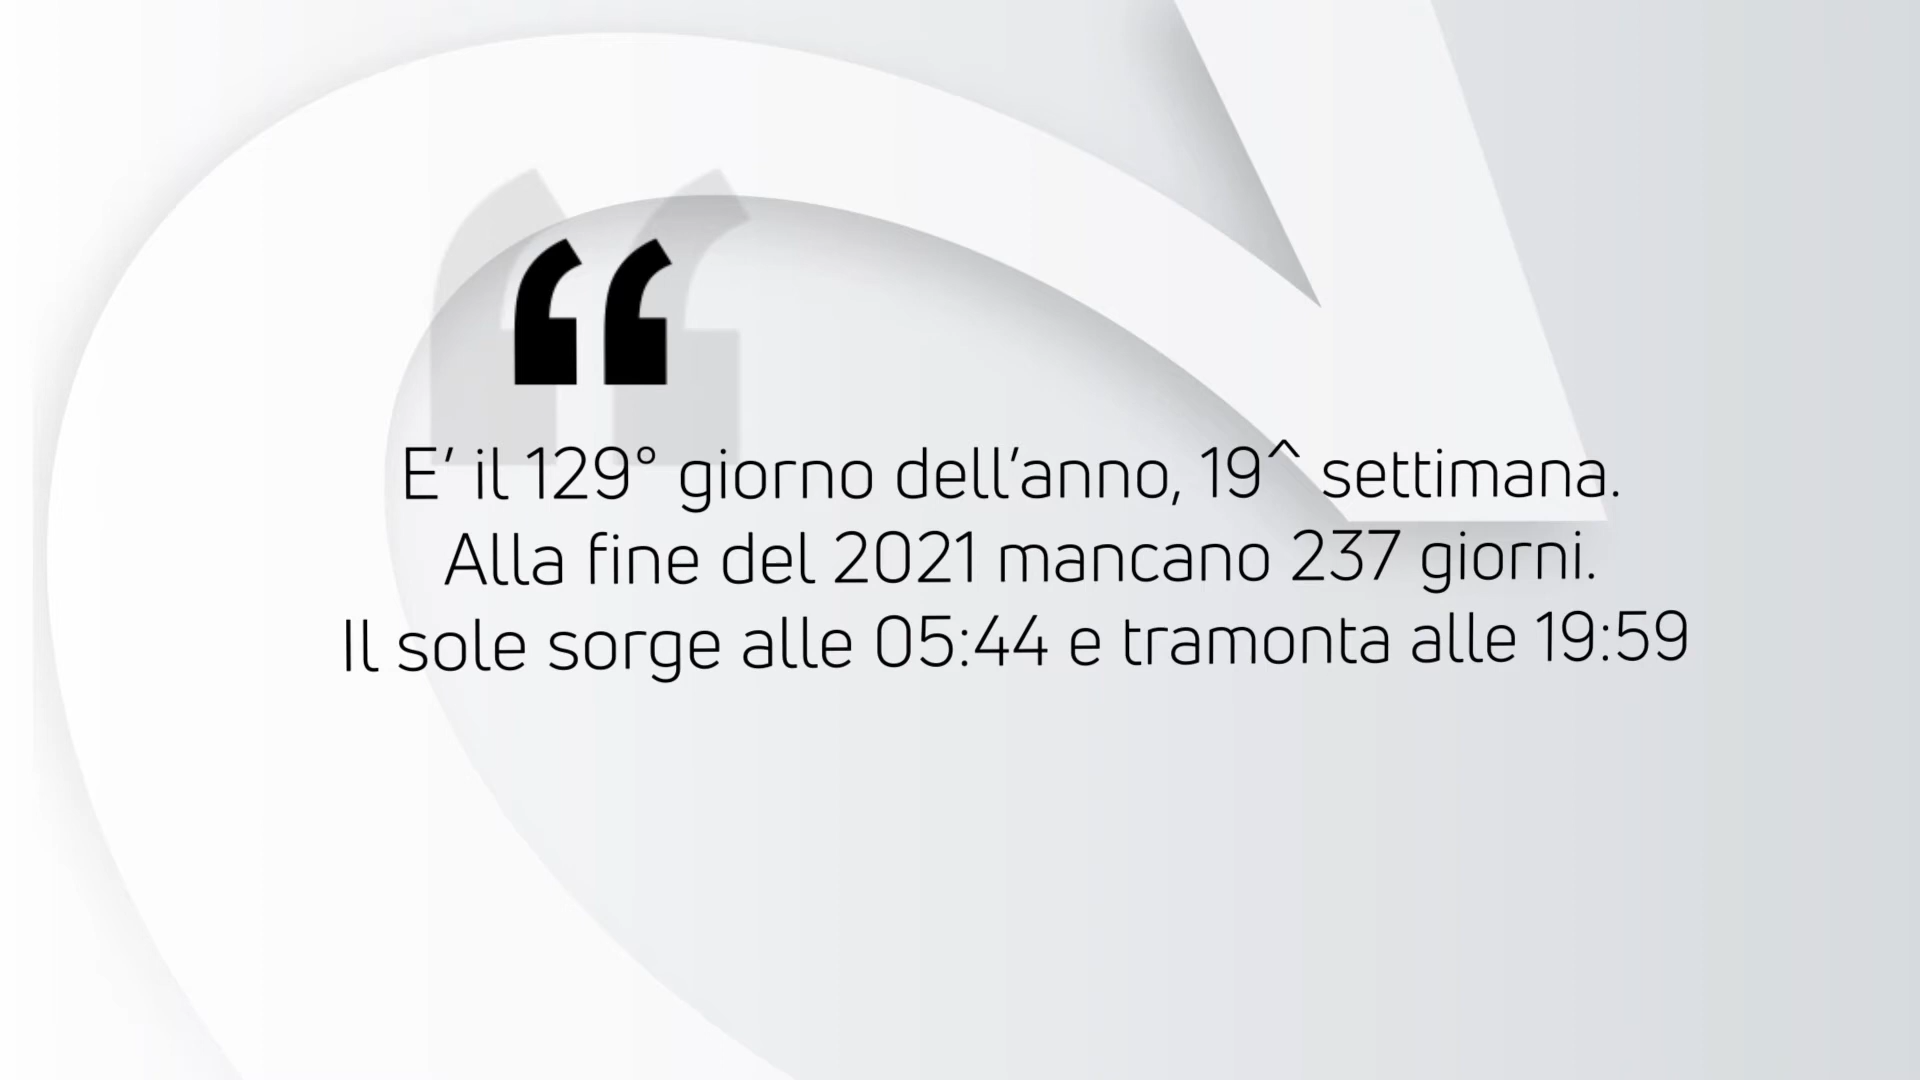 “
E’ il 129° giorno dell’anno, 19^ settimana.
Alla fine del 2021 mancano 237 giorni.
Il sole sorge alle 05:44 e tramonta alle 19:59